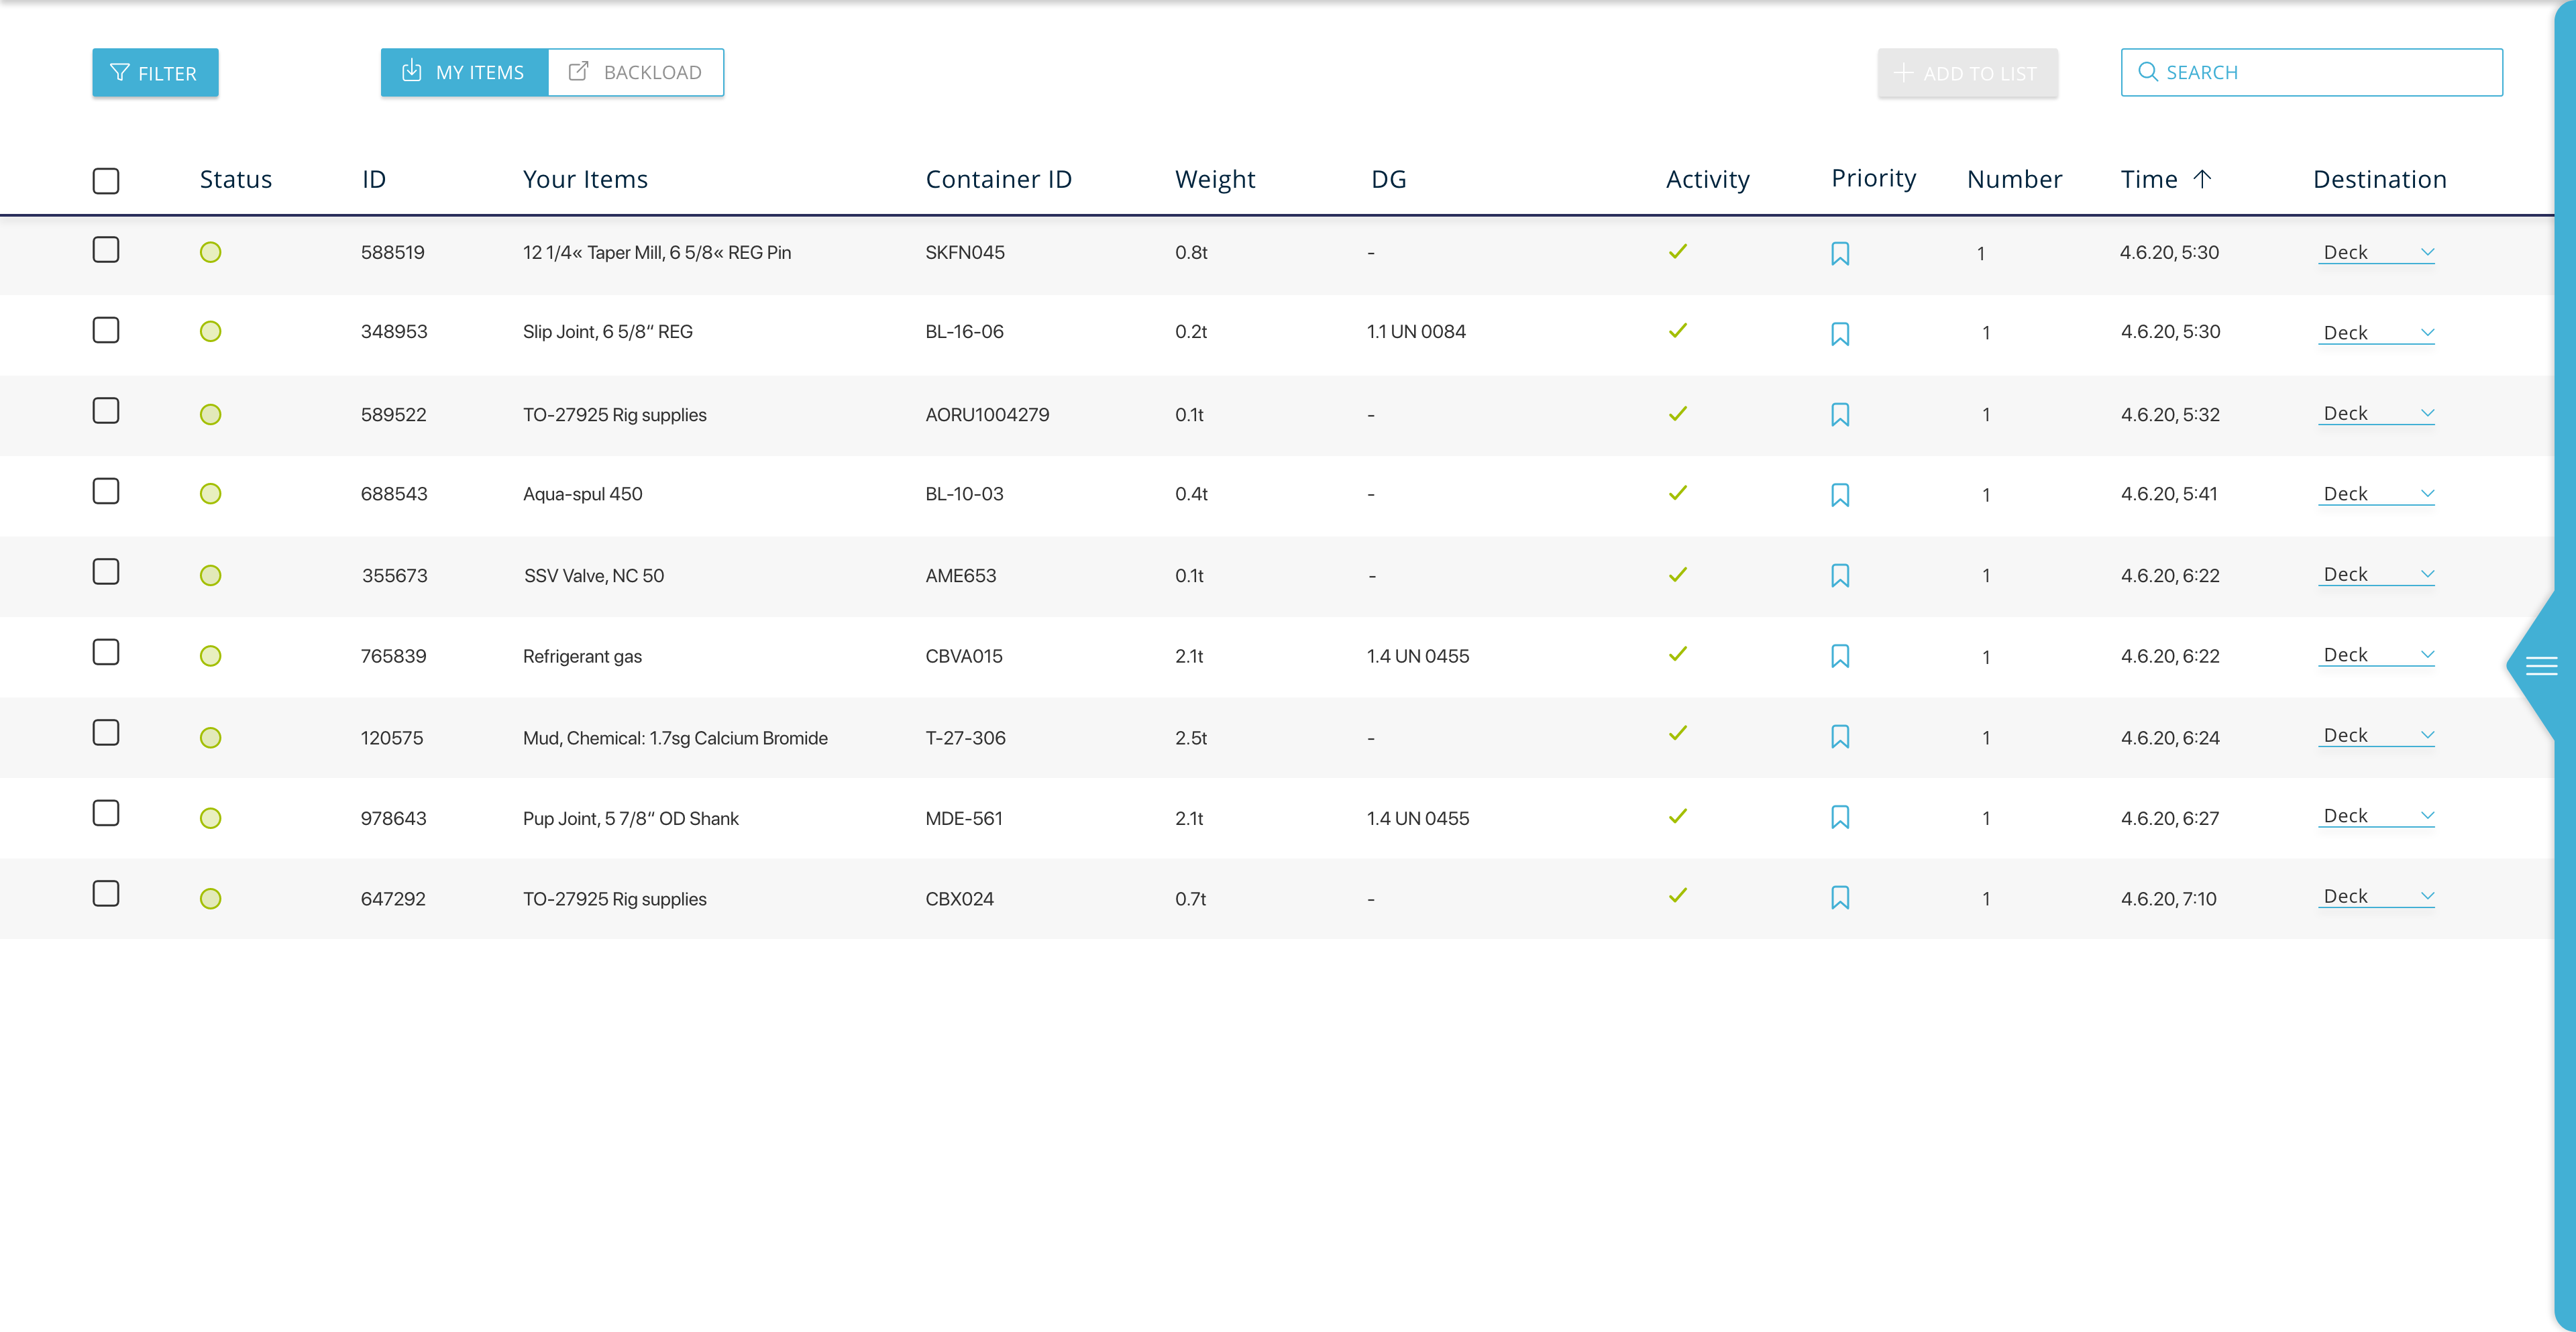 FILTER MY ITEMS BACKLOAD ADD TO LIST SEARCH
Status ID Your Items Container ID Weight DG Activity Priority Number Time Destination
588519 12 1/4« Taper Mill, 6 5/8« REG Pin SKFN045 0.8t - 1 4.6.20, 5:30 Deck
348953 Slip Joint, 6 5/8“ REG BL-16-06 0.2t 1.1 UN 0084 1 4.6.20, 5:30 Deck
589522 TO-27925 Rig supplies AORU1004279 0.1t - 1 4.6.20, 5:32 Deck
688543 Aqua-spul 450 BL-10-03 0.4t - 1 4.6.20, 5:41 Deck
355673 SSV Valve, NC 50 AME653 0.1t - 1 4.6.20, 6:22 Deck
765839 Refrigerant gas CBVA015 2.1t 1.4 UN 0455 1 4.6.20, 6:22 Deck
120575 Mud, Chemical: 1.7sg Calcium Bromide T-27-306 2.5t - 1 4.6.20, 6:24 Deck
978643 Pup Joint, 5 7/8“ OD Shank MDE-561 2.1t 1.4 UN 0455 1 4.6.20, 6:27 Deck
647292 TO-27925 Rig supplies CBX024 0.7t - 1 4.6.20, 7:10 Deck